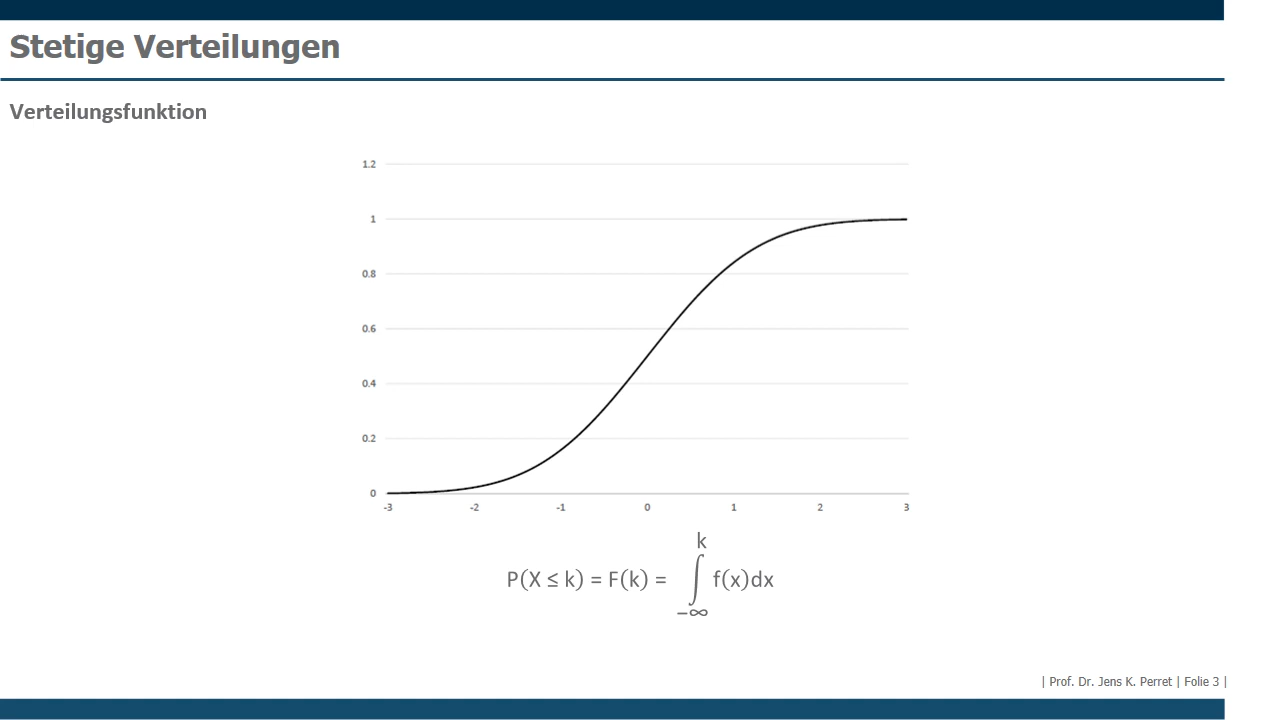 Stetige Verteilungen
Verteilungsfunktion
1.2
1
0.8
0.6
0.4
0.2
0
-3 -2 -1 0 1 2 3
k
P(X ≤ k) = F(k) = ∫ f(x)dx
−∞
| Prof. Dr. Jens K. Perret | Folie 3 |